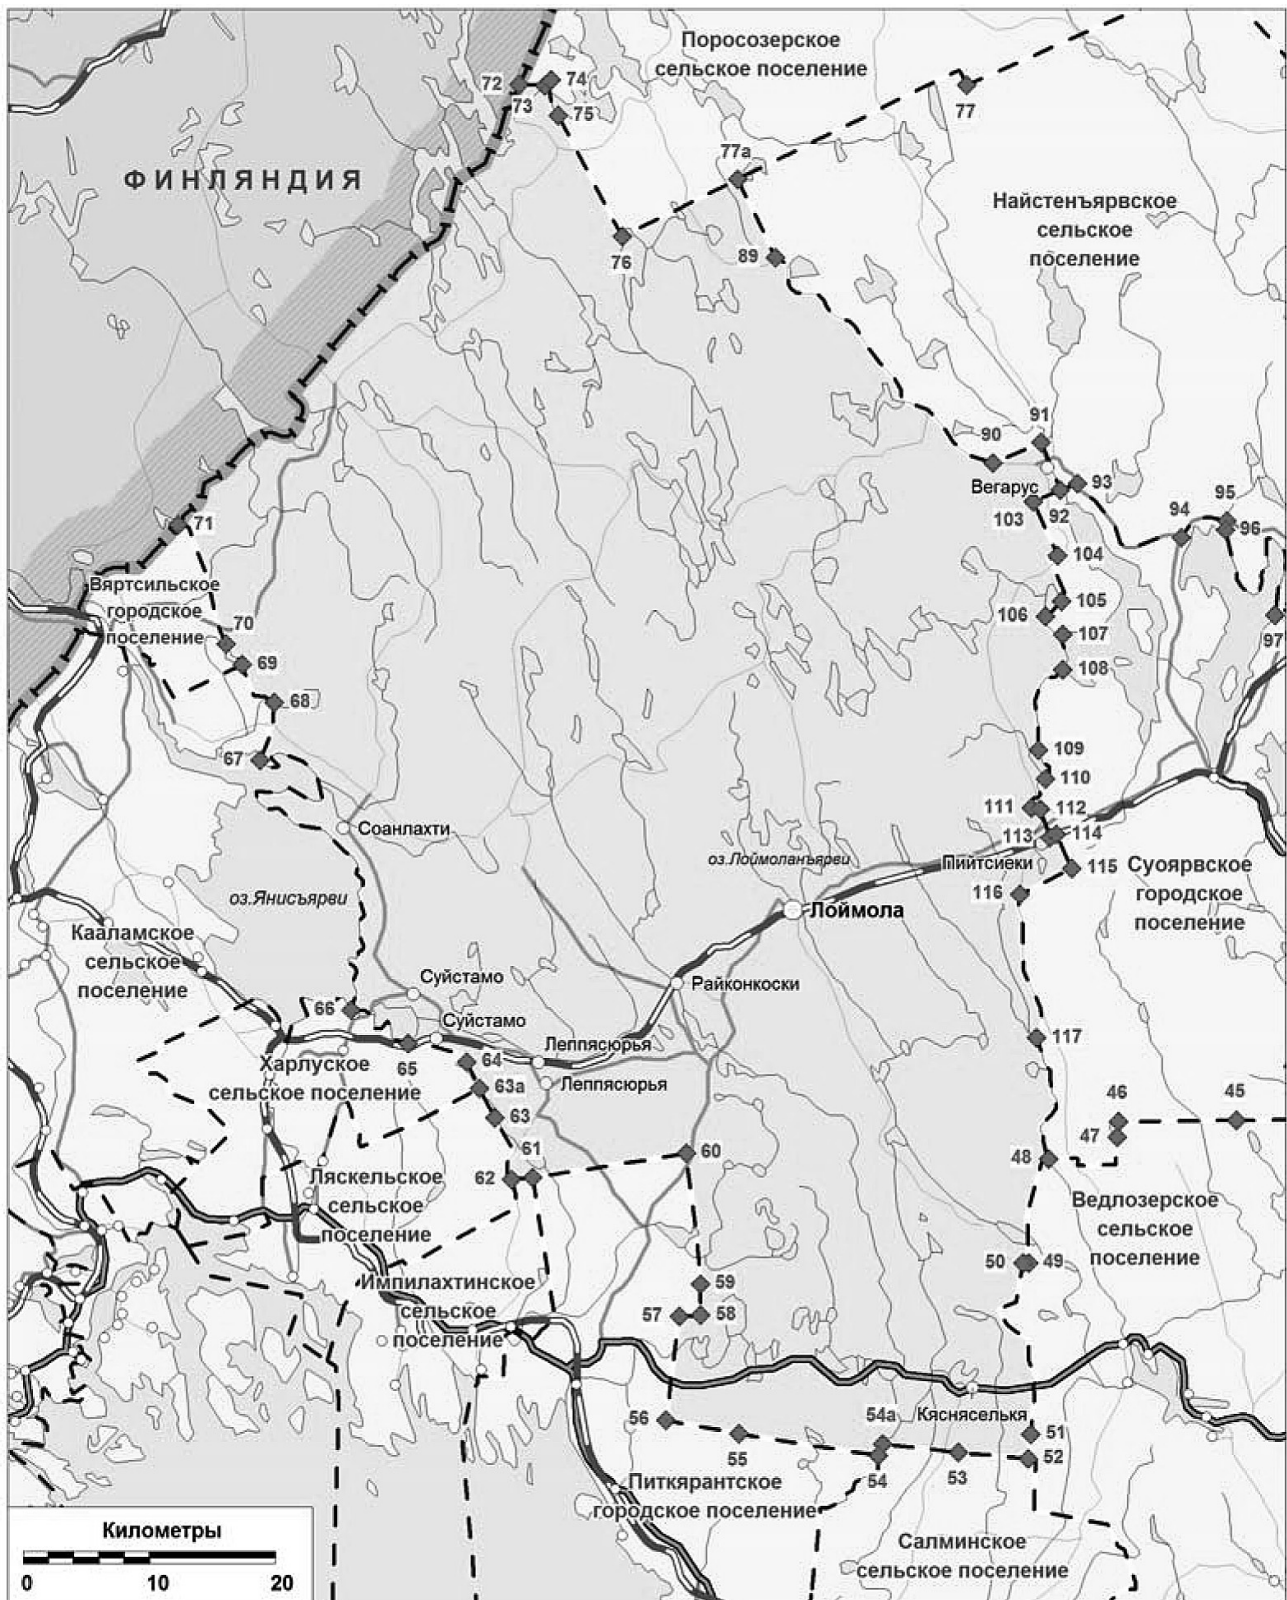 Поросозерское
сельское поселение
72
74
73
75
77
77а
ФИНЛЯНДИЯ
Найстенъярвское
сельское
поселение
76
89
91
90
Вегарус
93
103
92
94
95
96
71
104
Вяртсильское
городское
поселение
70
105
106
107
97
69
108
68
67
109
110
111
112
Соанлахти
113
114
оз.Лоймоланъярви
Пийтсиёки
115
116
Суоярвское
городское
поселение
оз.Янисъярви
Лоймола
Кааламское
сельское
поселение
Суйстамо
Райконкоски
66
Суйстамо
117
Леппясюрья
65
64
Харлуское
сельское поселение
63а
Леппясюрья
63
46
45
47
61
60
48
62
Ляскельское
сельское
поселение
Ведлозерское
сельское
поселение
50
49
59
Импилахтинское
сельское
поселение
57
58
56
54а
Кясняселькя
51
55
54
53
52
Питкярантское
городское поселение
Салминское
сельское поселение
Километры
0
10
20